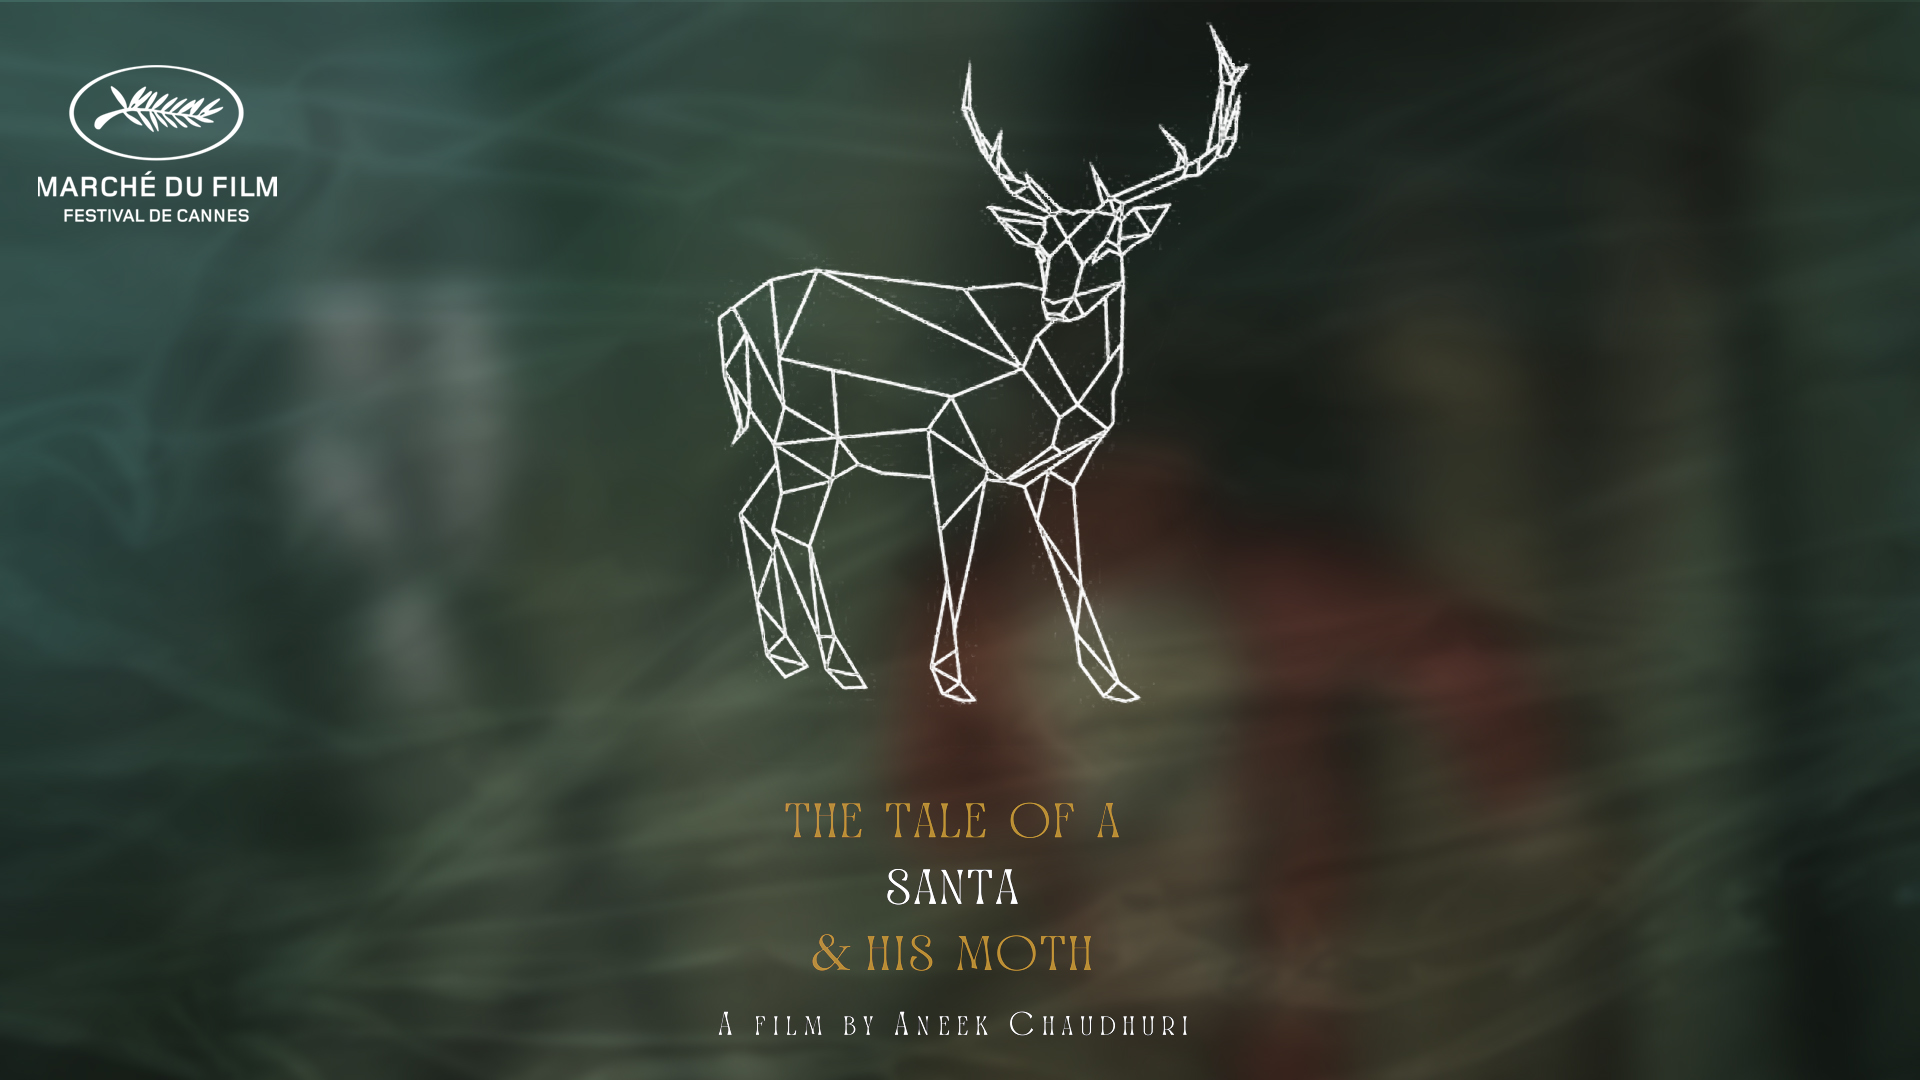 MARCHÉ DU FILM
FESTIVAL DE CANNES
THE TALE OF A
SANTA
& HIS MOTH
A FILM BY ANEEK CHAUDHURI